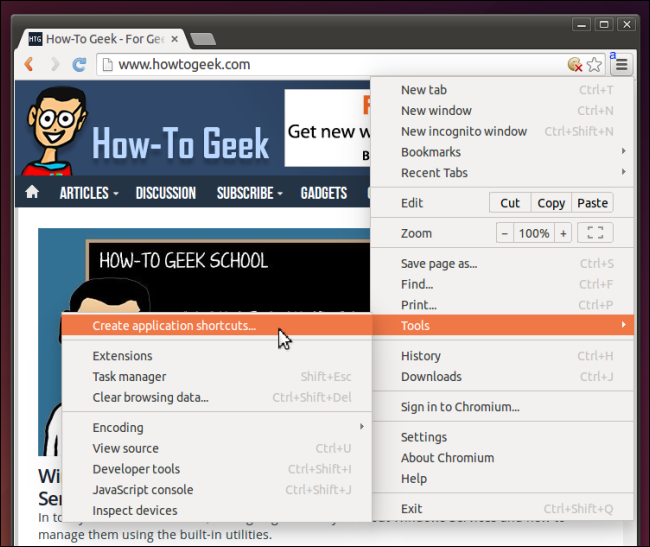 HTG How-To Geek - For Gee
www.howtogeek.com
a
How-To Geek
Get new w
B
ARTICLES DISCUSSION SUBSCRIBE GADGETS
HOW-TO GEEK SCHOOL
New tab Ctrl+T
New window Ctrl+N
New incognito window Ctrl+Shift+N
Bookmarks
Recent Tabs
Edit Cut Copy Paste
Zoom − 100% +
Save page as... Ctrl+S
Find... Ctrl+F
Print... Ctrl+P
Tools
History Ctrl+H
Downloads Ctrl+J
Sign in to Chromium...
Settings
About Chromium
Help
Exit Ctrl+Shift+Q
Create application shortcuts...
Extensions
Task manager Shift+Esc
Clear browsing data... Ctrl+Shift+Del
Encoding
View source Ctrl+U
Developer tools Ctrl+Shift+I
JavaScript console Ctrl+Shift+J
Inspect devices
Wi
Ser
manage them using the built-in utilities.